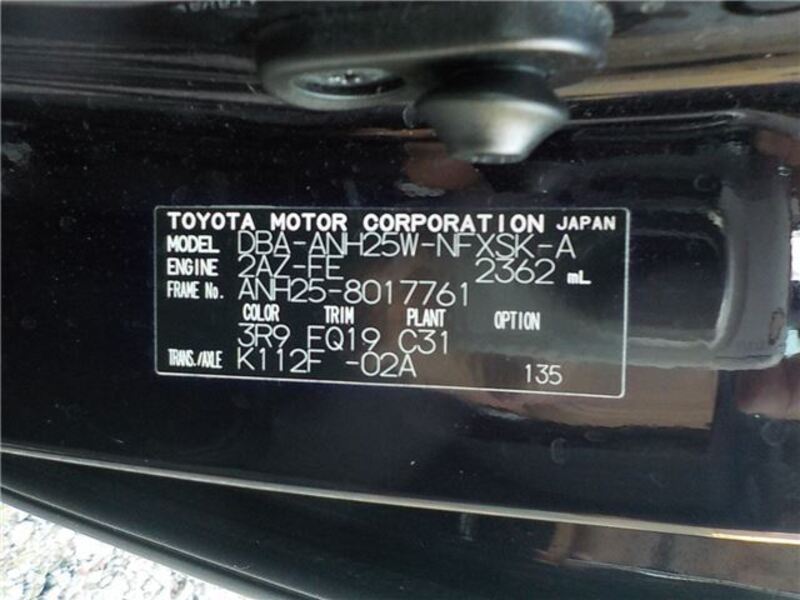 TOYOTA MOTOR CORPORATION JAPAN
MODEL DBA-ANH25W-NFXSK-A
ENGINE 2AZ-FE 2362 mL
FRAME No. ANH25-8017761
COLOR TRIM PLANT OPTION
3R9 FQ19 C31
TRANS./AXLE K112F -02A 135